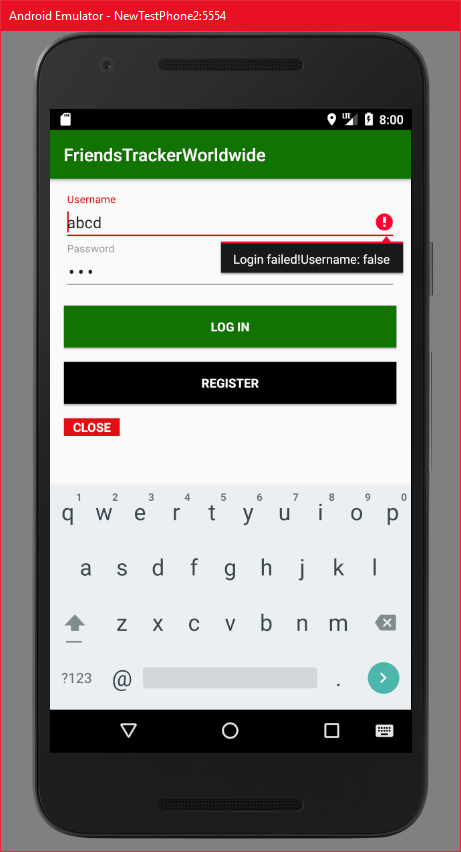 Android Emulator - NewTestPhone2:5554
LTE 8:00
FriendsTrackerWorldwide
Username
abcd
Password
Login failed!Username: false
•••
LOG IN
REGISTER
CLOSE
1 2 3 4 5 6 7 8 9 0
q w e r t y u i o p
a s d f g h j k l
z x c v b n m
?123 @ .